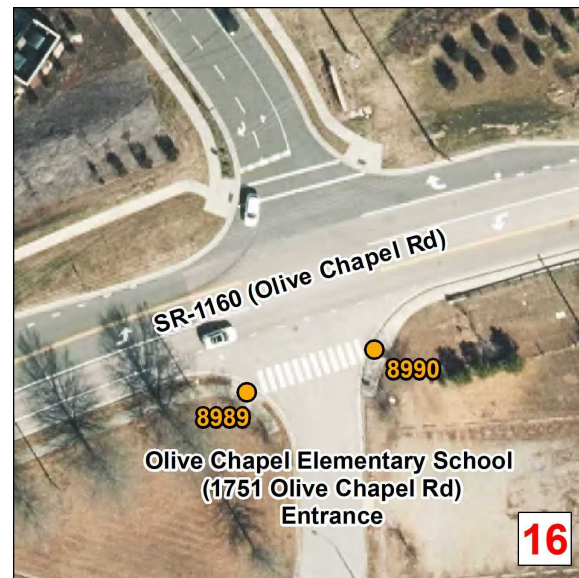 SR-1160 (Olive Chapel Rd)
8990
8989
Olive Chapel Elementary School
(1751 Olive Chapel Rd)
Entrance
16